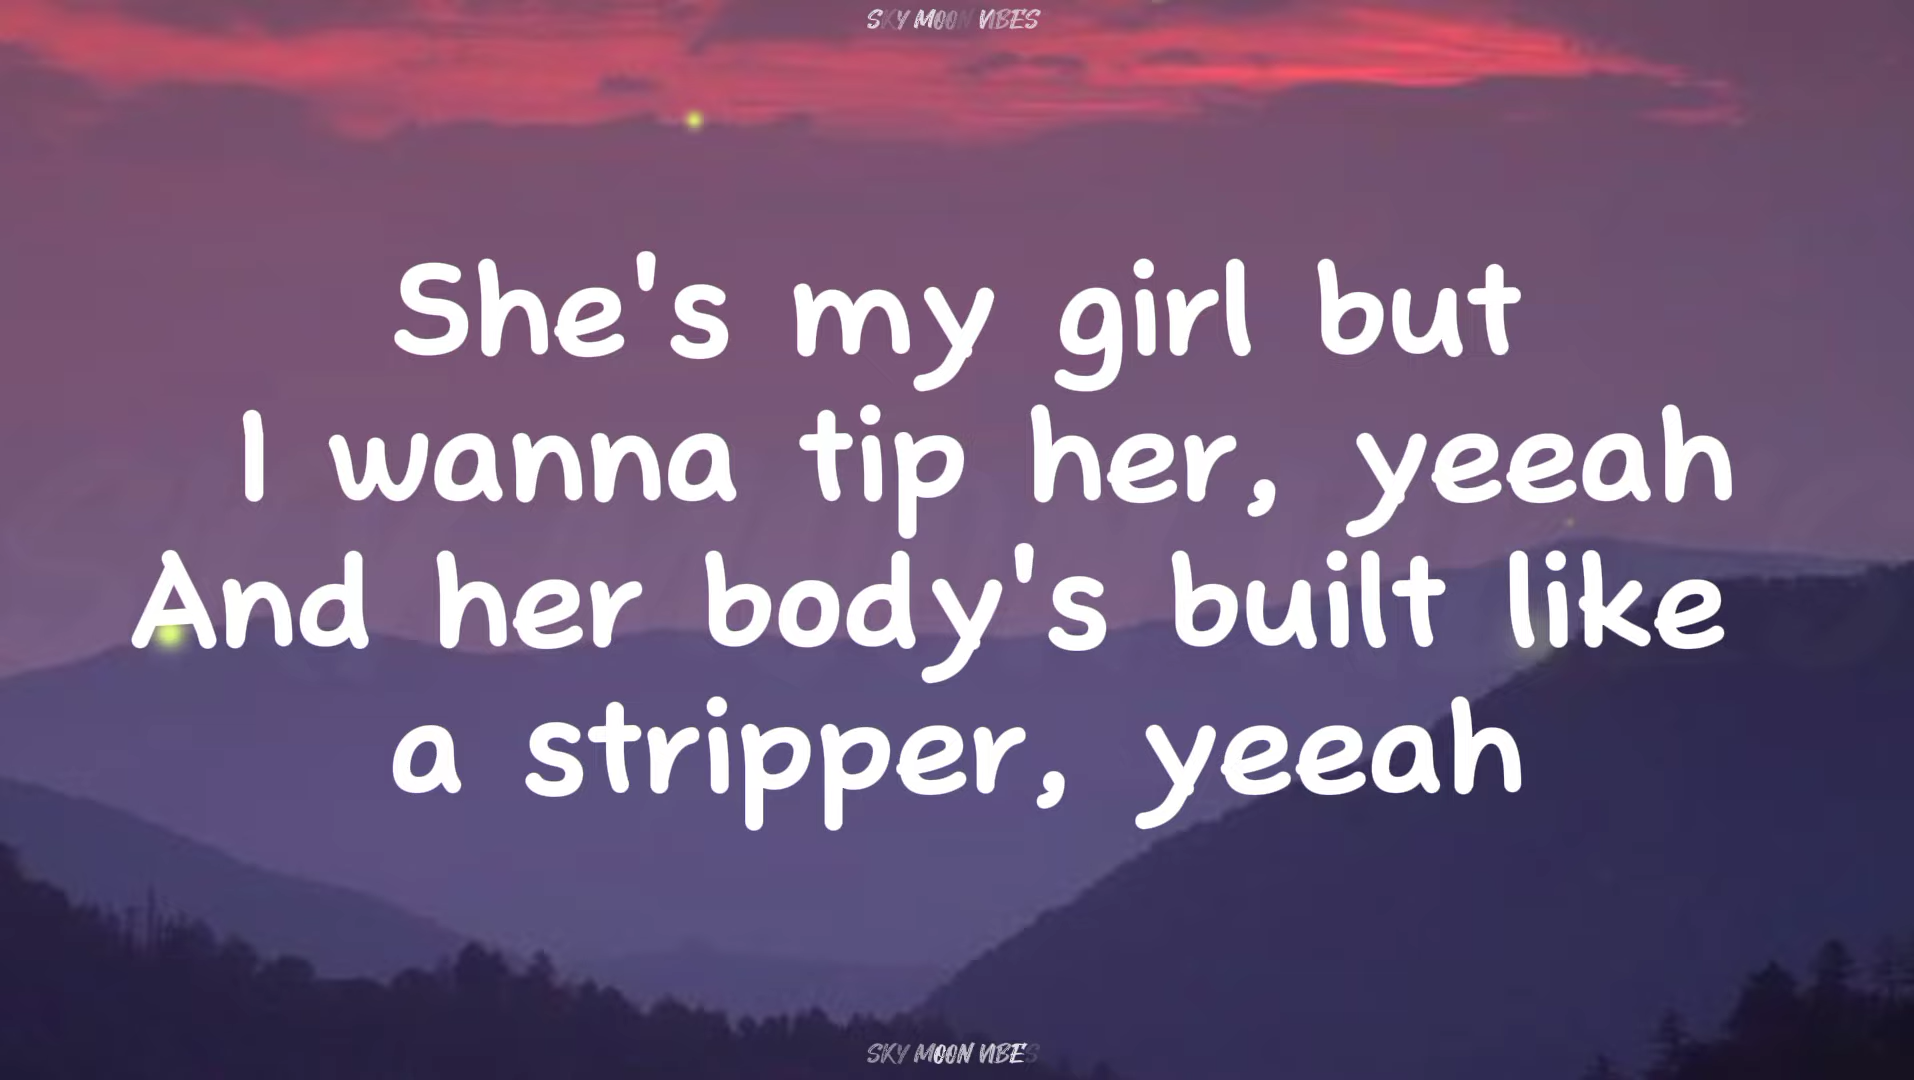 SKY MOON VIBES
She's my girl but
I wanna tip her, yeeah
And her body's built like
a stripper, yeeah
SKY MOON VIBES